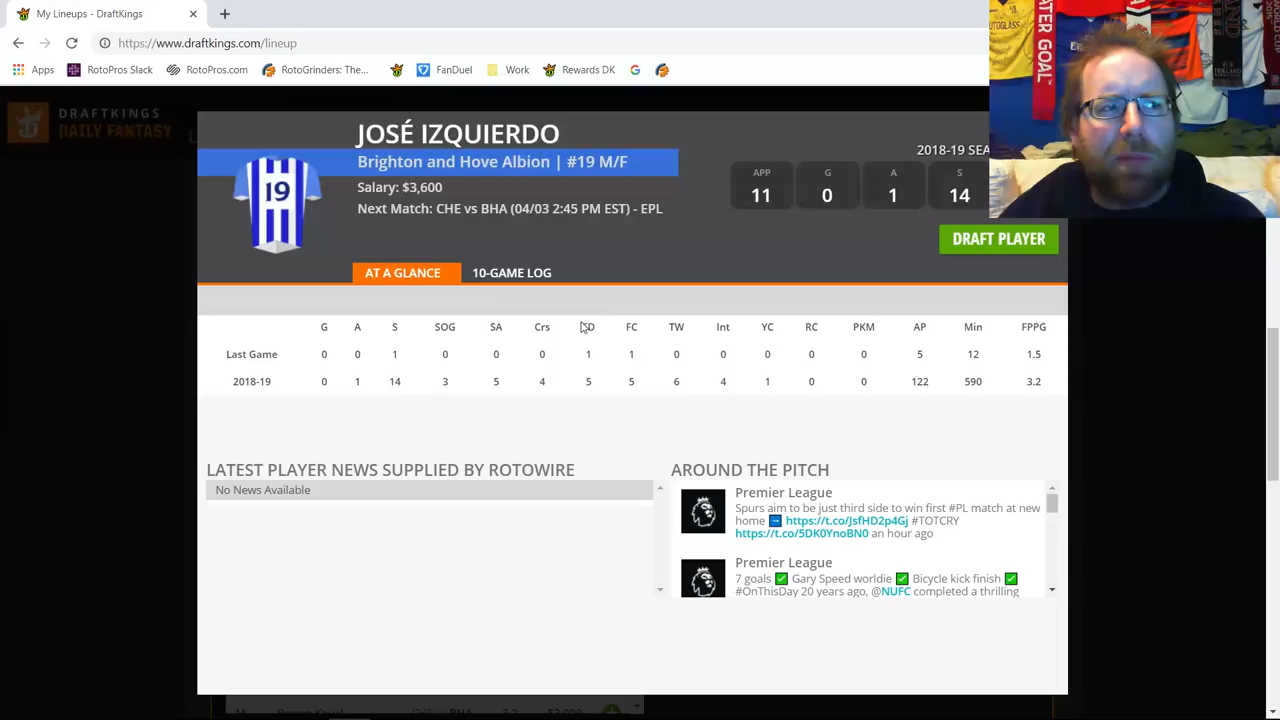 My Lineups - DraftKings
https://www.draftkings.com/lineup
Apps RotoPros Slack RotoPros.com RotoGrinders: The... FanDuel Work Rewards DK
DRAFTKINGS
DAILY FANTASY
JOSÉ IZQUIERDO
Brighton and Hove Albion | #19 M/F
Salary: $3,600
Next Match: CHE vs BHA (04/03 2:45 PM EST) - EPL
19
2018-19 SEA
APP G A S
11 0 1 14
DRAFT PLAYER
AT A GLANCE 10-GAME LOG
G A S SOG SA Crs FC TW Int YC RC PKM AP Min FPPG
Last Game 0 0 1 0 0 0 1 1 0 0 0 0 0 5 12 1.5
2018-19 0 1 14 3 5 4 5 5 6 4 1 0 0 122 590 3.2
LATEST PLAYER NEWS SUPPLIED BY ROTOWIRE
No News Available
AROUND THE PITCH
Premier League
Spurs aim to be just third side to win first #PL match at new
home https://t.co/JsfHD2p4Gj #TOTCRY
https://t.co/5DK0YnoBN0 an hour ago
Premier League
7 goals Gary Speed worldie Bicycle kick finish
#OnThisDay 20 years ago, @NUFC completed a thrilling
ATER GOAL